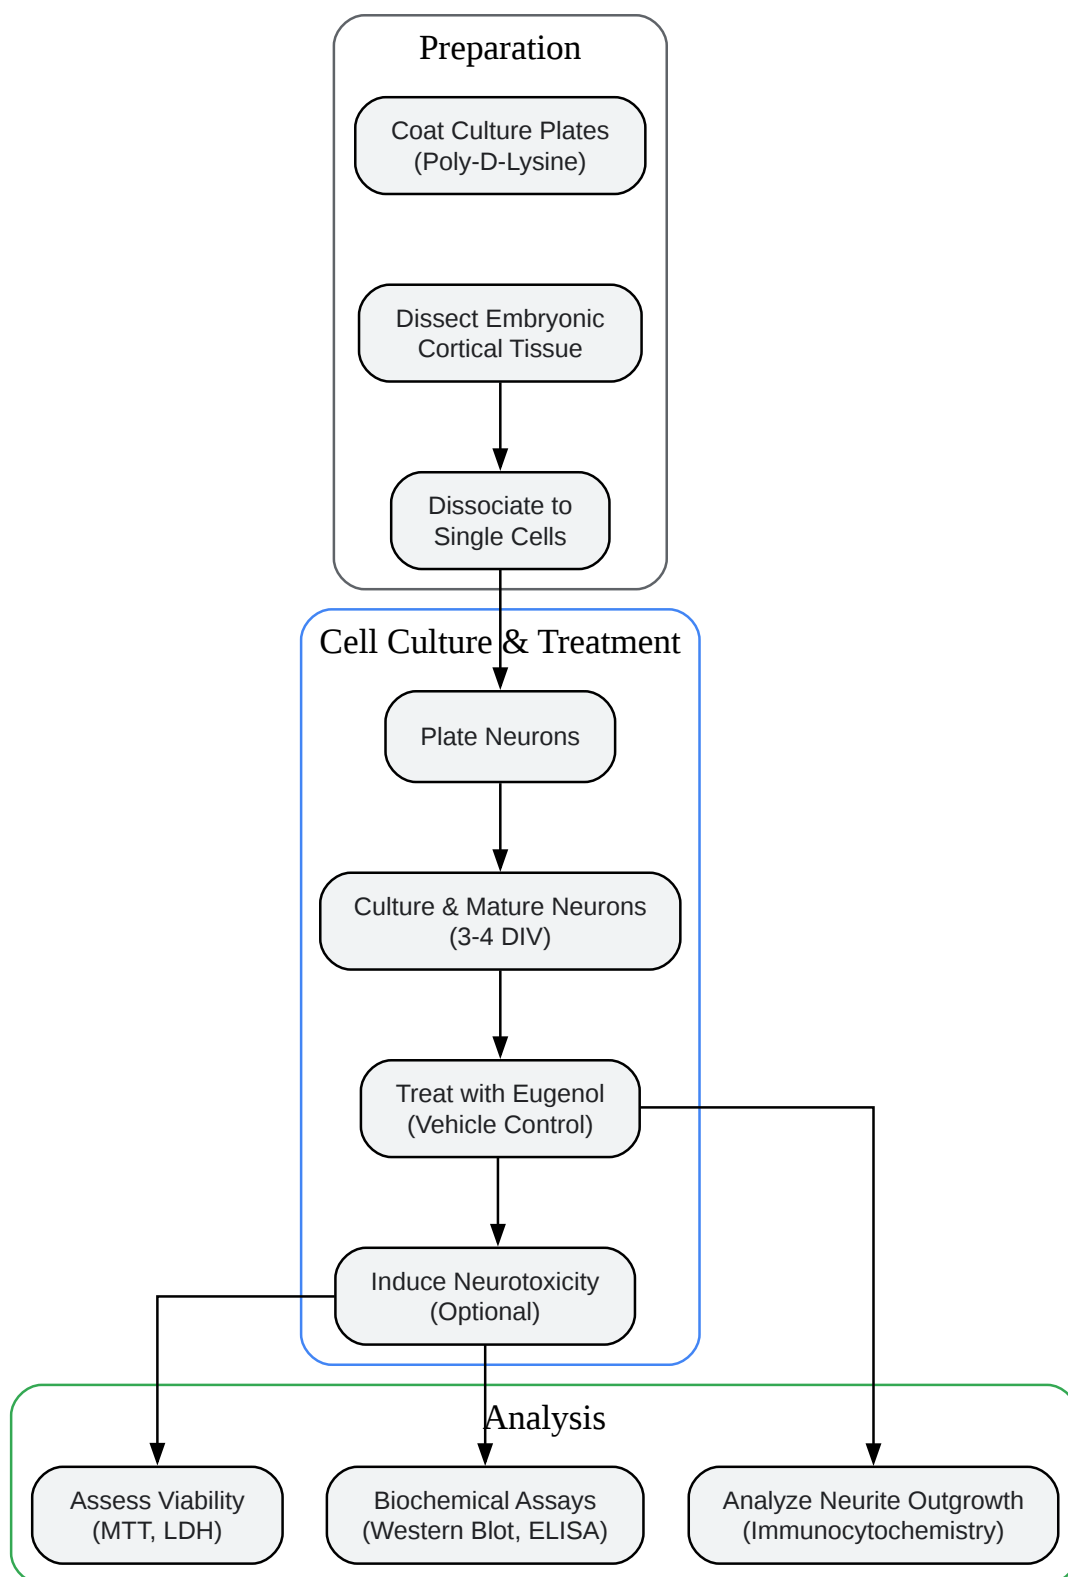 Preparation
Coat Culture Plates
(Poly-D-Lysine)
Dissect Embryonic
Cortical Tissue
Dissociate to
Single Cells
Cell Culture & Treatment
Plate Neurons
Culture & Mature Neurons
(3-4 DIV)
Treat with Eugenol
(Vehicle Control)
Induce Neurotoxicity
(Optional)
Analysis
Assess Viability
(MTT, LDH)
Biochemical Assays
(Western Blot, ELISA)
Analyze Neurite Outgrowth
(Immunocytochemistry)